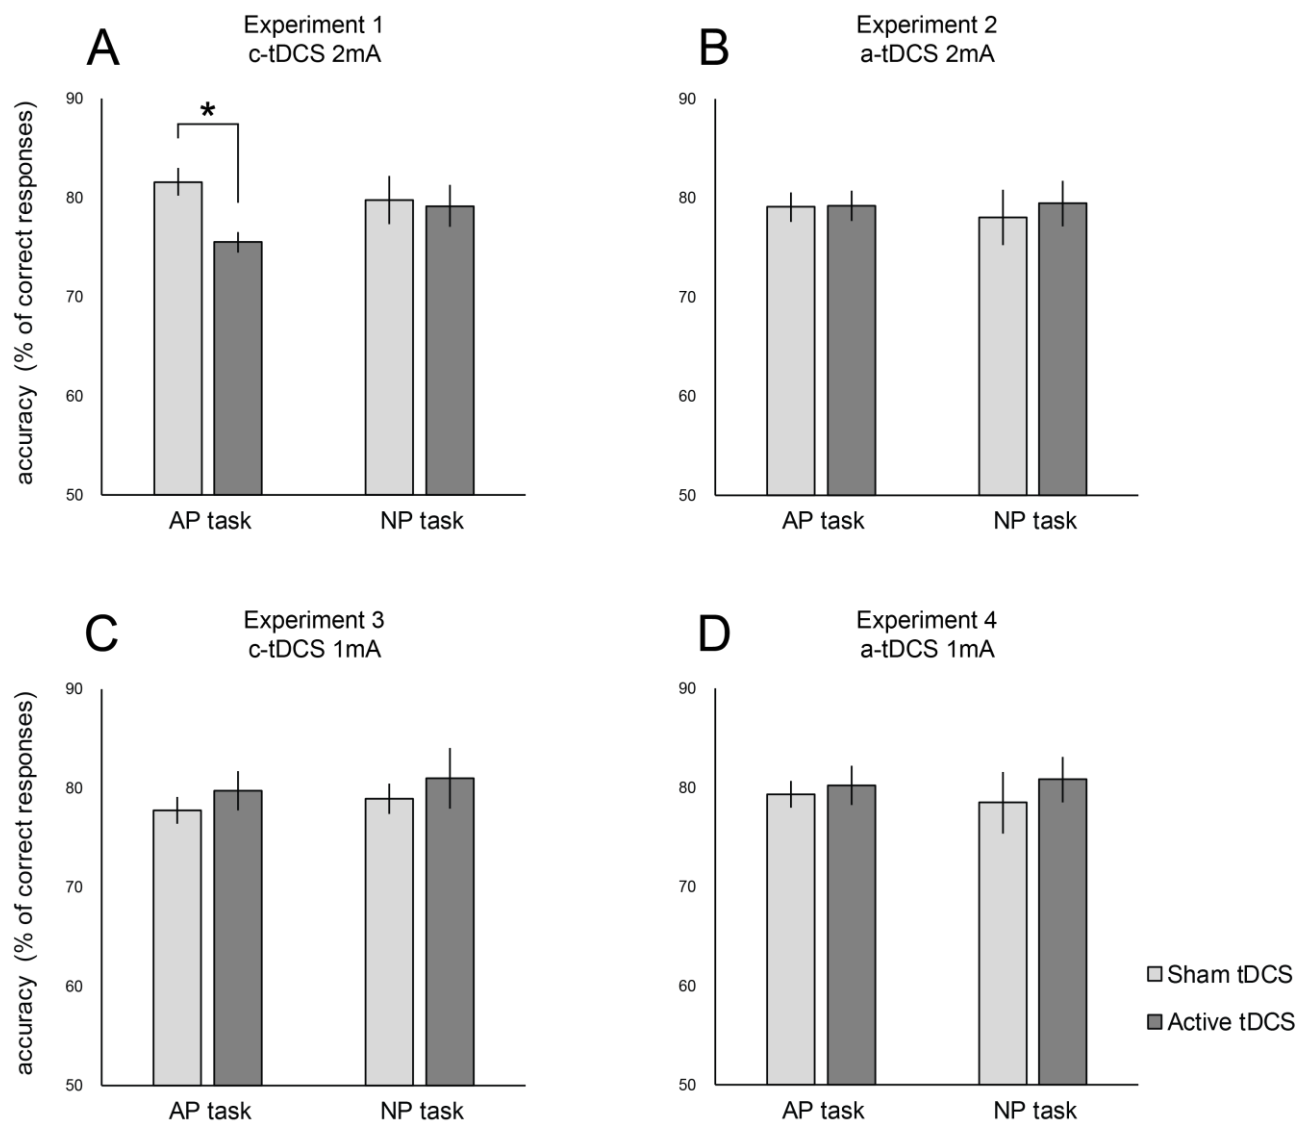 A
Experiment 1
c-tDCS 2mA
accuracy (% of correct responses)
90
80
70
60
50
*
AP task
NP task
B
Experiment 2
a-tDCS 2mA
90
80
70
60
50
AP task
NP task
C
Experiment 3
c-tDCS 1mA
accuracy (% of correct responses)
90
80
70
60
50
AP task
NP task
D
Experiment 4
a-tDCS 1mA
90
80
70
60
50
AP task
NP task
Sham tDCS
Active tDCS